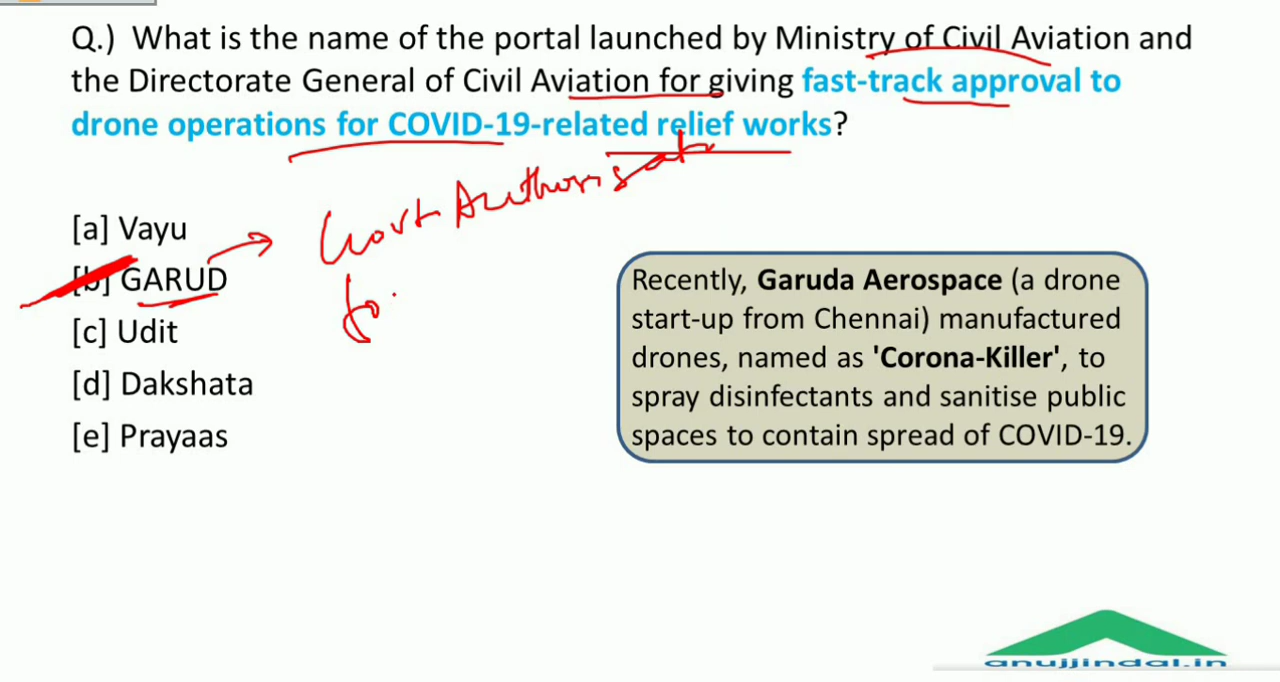 Q.) What is the name of the portal launched by Ministry of Civil Aviation and
the Directorate General of Civil Aviation for giving fast-track approval to
drone operations for COVID-19-related relief works?
Govt Authorisat
[a] Vayu
[b] GARUD
fo
[c] Udit
[d] Dakshata
[e] Prayaas
Recently, Garuda Aerospace (a drone
start-up from Chennai) manufactured
drones, named as 'Corona-Killer', to
spray disinfectants and sanitise public
spaces to contain spread of COVID-19.
anujjindal.in